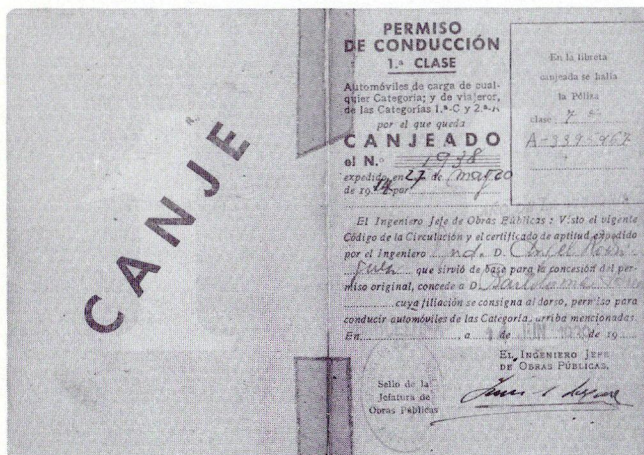 CANJE
PERMISO
DE CONDUCCIÓN
1.ª CLASE
Automóviles de carga de cual-
quier Categoría; y de viajeros,
de las Categorías 1.ª-C y 2.ª-A
por el que queda
CANJEADO
el N.º 1938
expedido en 27 de Mayo
de 19 por
En la libreta
canjeada se halla
la Póliza
clase 7ª
A-339-467
El Ingeniero Jefe de Obras Públicas: Visto el vigente
Código de la Circulación y el certificado de aptitud expedido
por el Ingeniero Ind. D. Angel
que sirvió de base para la concesión del per-
miso original, concede a D. Bartolomé
cuya filiación se consigna al dorso, permiso para
conducir automóviles de las Categoría, arriba mencionadas.
En a de JUN de 19
EL INGENIERO JEFE
DE OBRAS PÚBLICAS,
Sello de la
Jefatura de
Obras Públicas